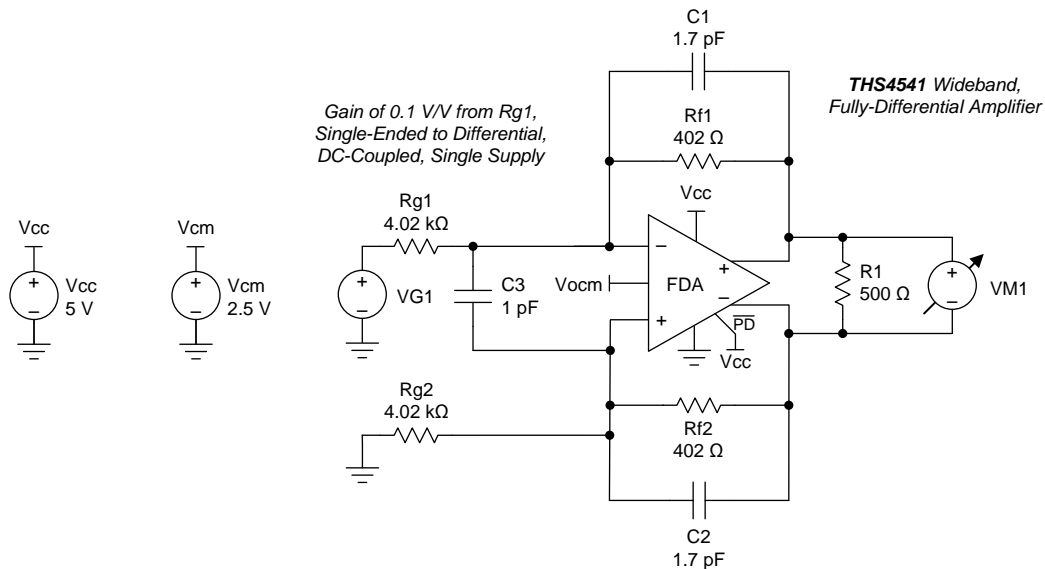 C1
1.7 pF
THS4541 Wideband,
Fully-Differential Amplifier
Gain of 0.1 V/V from Rg1,
Single-Ended to Differential,
DC-Coupled, Single Supply
Rf1
402 Ω
Vcc
Rg1
4.02 kΩ
Vcc
Vcm
+
−
Vcc
5 V
+
−
Vcm
2.5 V
+
−
VG1
C3
1 pF
Vocm
−
+
FDA
+
−
PD
Vcc
R1
500 Ω
+
−
VM1
Rg2
4.02 kΩ
Rf2
402 Ω
C2
1.7 pF